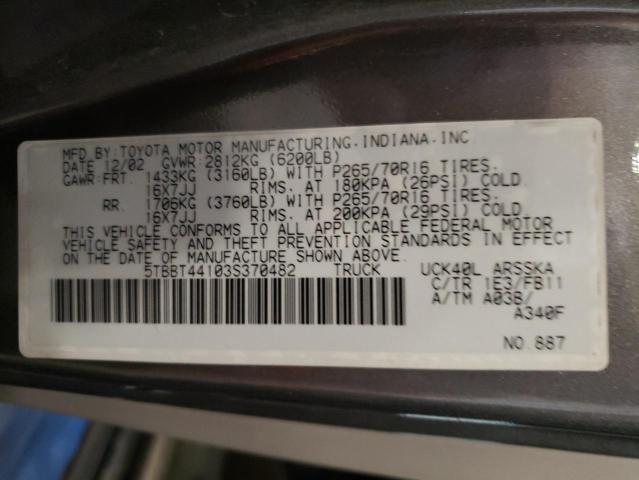 MFD.BY:TOYOTA MOTOR MANUFACTURING.INDIANA.INC
DATE 12/02 GVWR:2812KG (6200LB)
GAWR:FRT. 1433KG (3160LB) WITH P265/70R16 TIRES.
16X7JJ RIMS. AT 180KPA (26PSI) COLD
RR. 1706KG (3760LB) WITH P265/70R16 TIRES.
16X7JJ RIMS. AT 200KPA (29PSI) COLD
THIS VEHICLE CONFORMS TO ALL APPLICABLE FEDERAL MOTOR
VEHICLE SAFETY AND THEFT PREVENTION STANDARDS IN EFFECT
ON THE DATE OF MANUFACTURE SHOWN ABOVE.
5TBBT44103S370482 TRUCK UCK40L ARSSKA
C/TR 1E3/FB11
A/TM A03B/
A340F
NO.887